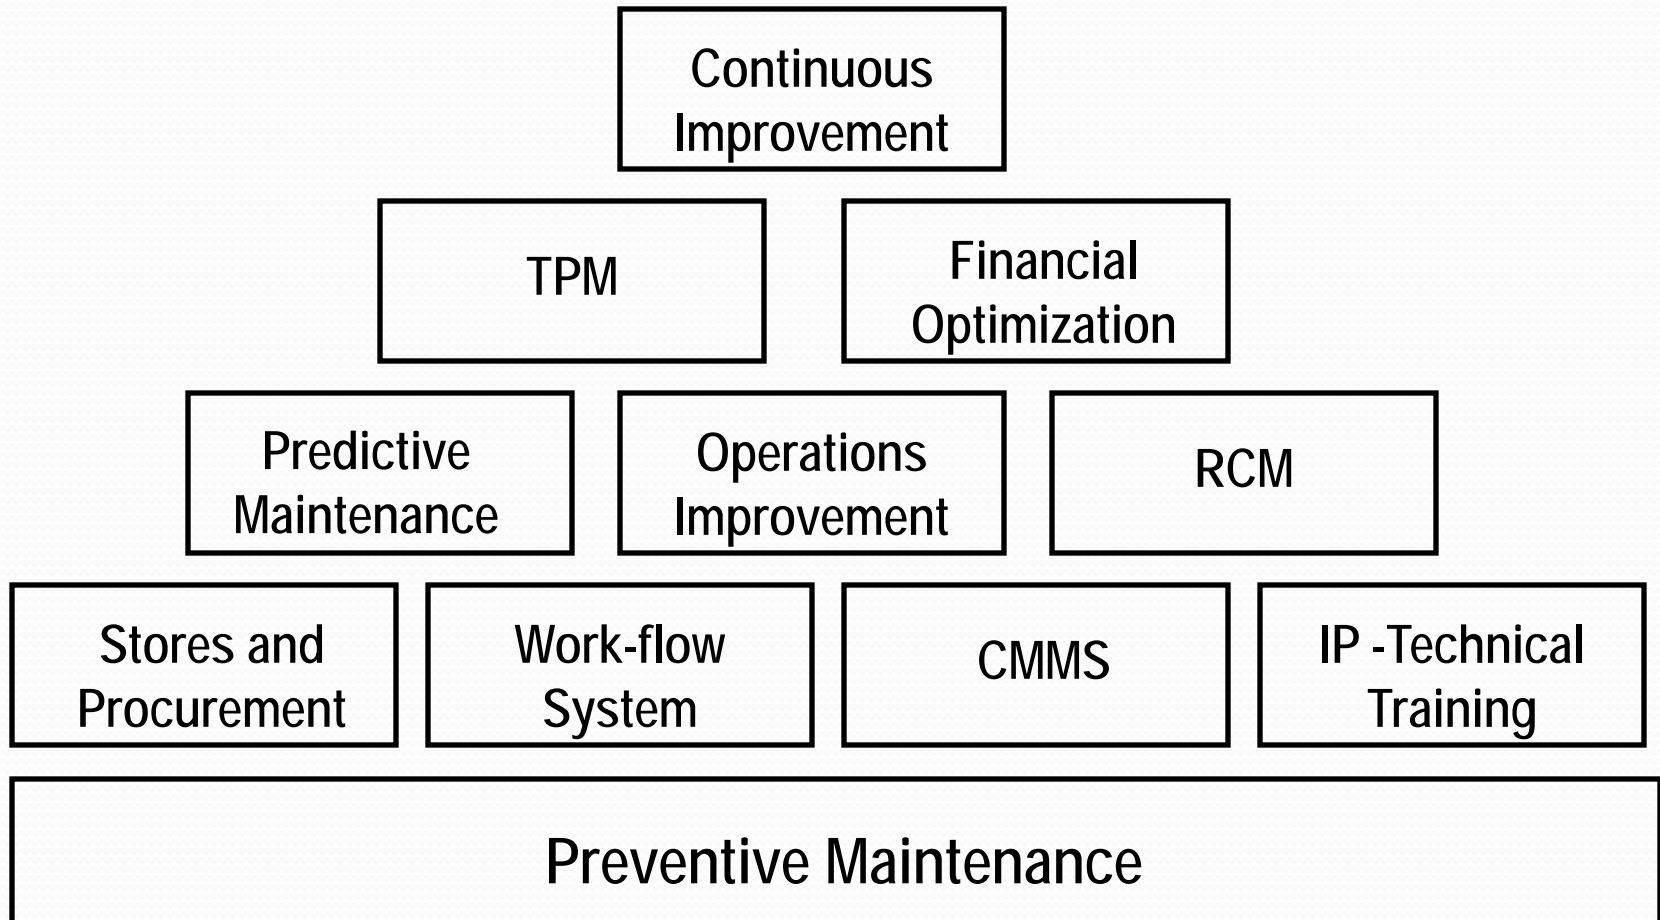 Continuous
Improvement
TPM
Financial
Optimization
Predictive
Maintenance
Operations
Improvement
RCM
Stores and
Procurement
Work-flow
System
CMMS
IP -Technical
Training
Preventive Maintenance